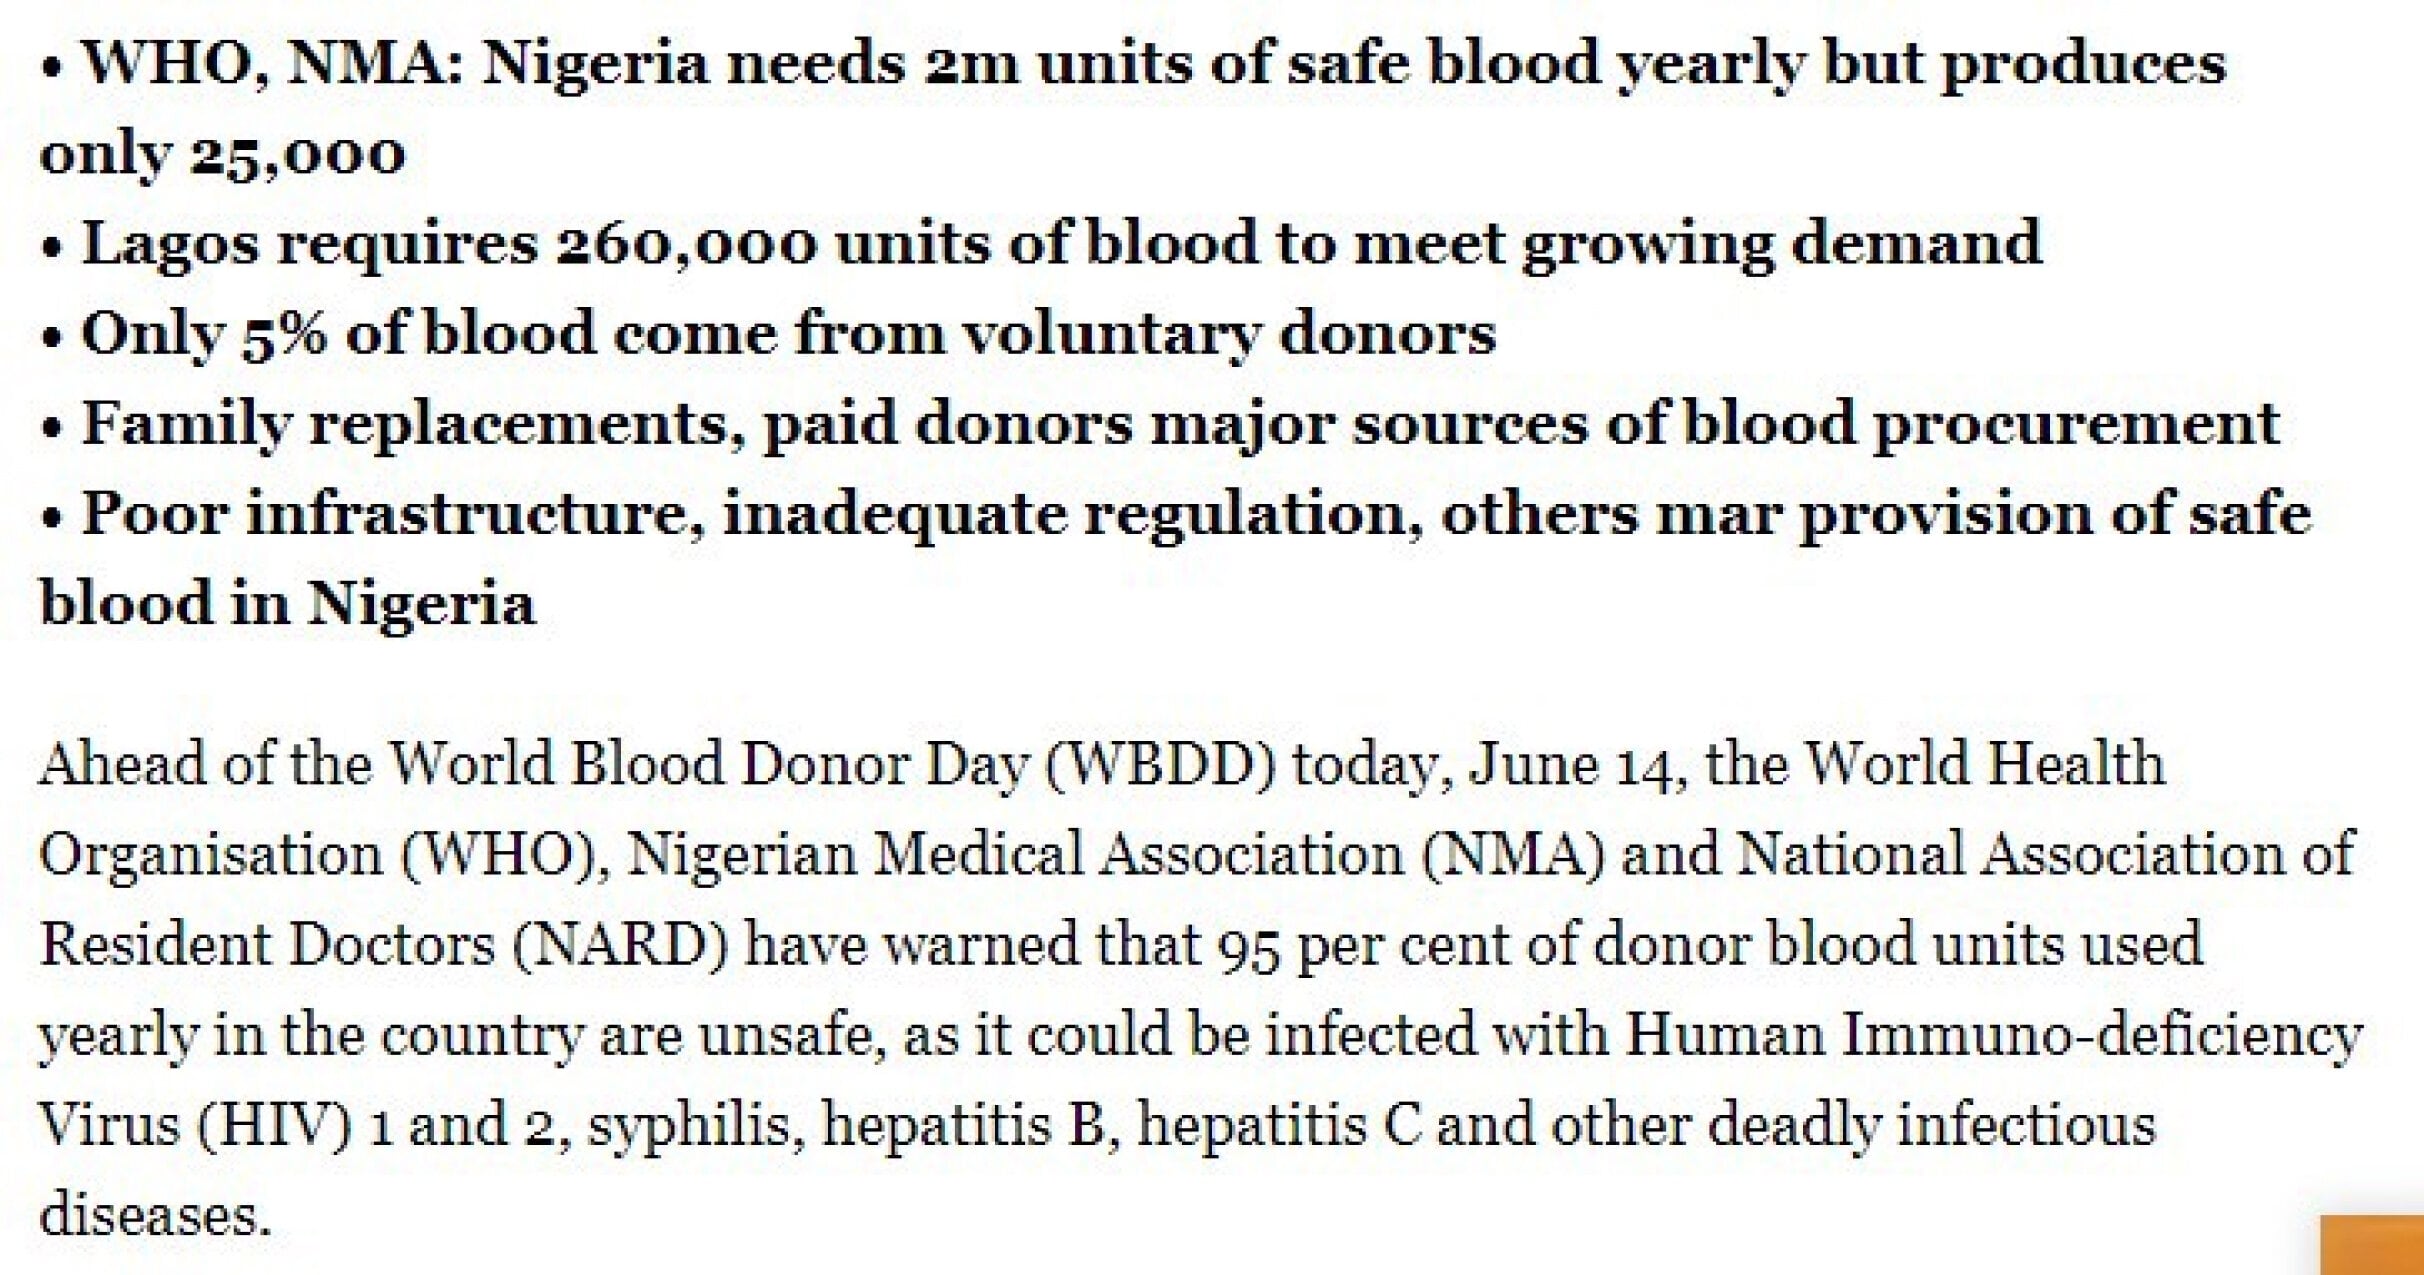 • WHO, NMA: Nigeria needs 2m units of safe blood yearly but produces
only 25,000
• Lagos requires 260,000 units of blood to meet growing demand
• Only 5% of blood come from voluntary donors
• Family replacements, paid donors major sources of blood procurement
• Poor infrastructure, inadequate regulation, others mar provision of safe
blood in Nigeria
Ahead of the World Blood Donor Day (WBDD) today, June 14, the World Health
Organisation (WHO), Nigerian Medical Association (NMA) and National Association of
Resident Doctors (NARD) have warned that 95 per cent of donor blood units used
yearly in the country are unsafe, as it could be infected with Human Immuno-deficiency
Virus (HIV) 1 and 2, syphilis, hepatitis B, hepatitis C and other deadly infectious
diseases.